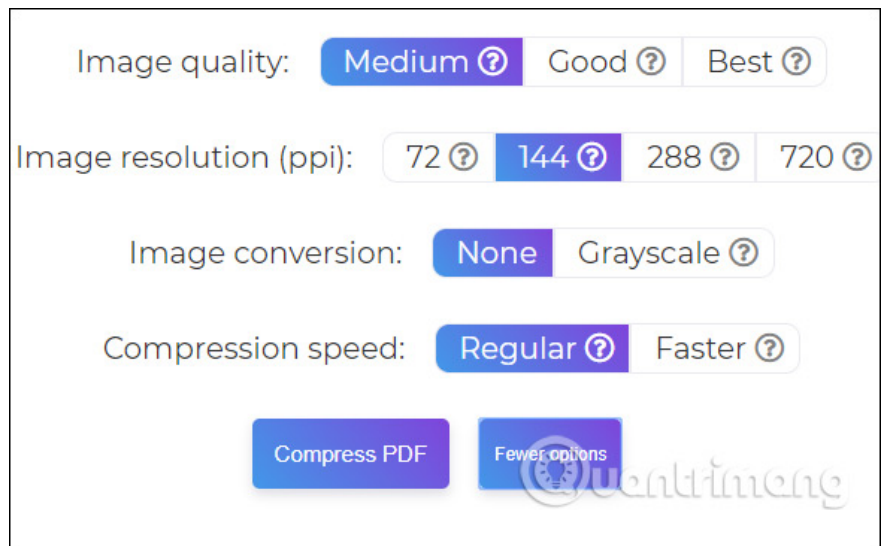 Image quality: Medium ? Good ? Best ?
Image resolution (ppi): 72 ? 144 ? 288 ? 720 ?
Image conversion: None Grayscale ?
Compression speed: Regular ? Faster ?
Compress PDF Fewer options
Quantrimang